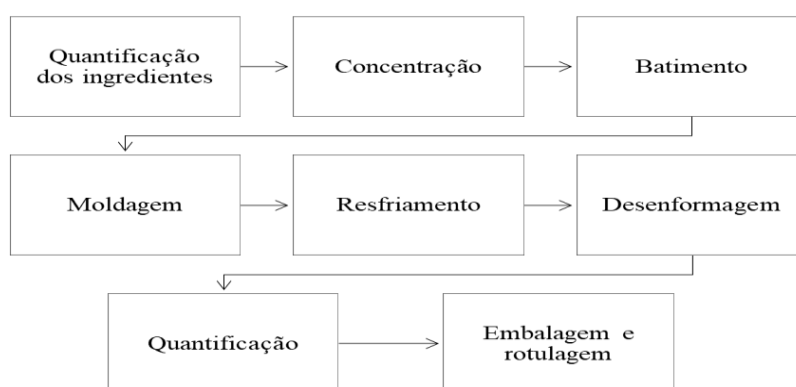 Quantificação
dos ingredientes
Concentração
Batimento
Moldagem
Resfriamento
Desenformagem
Quantificação
Embalagem e
rotulagem